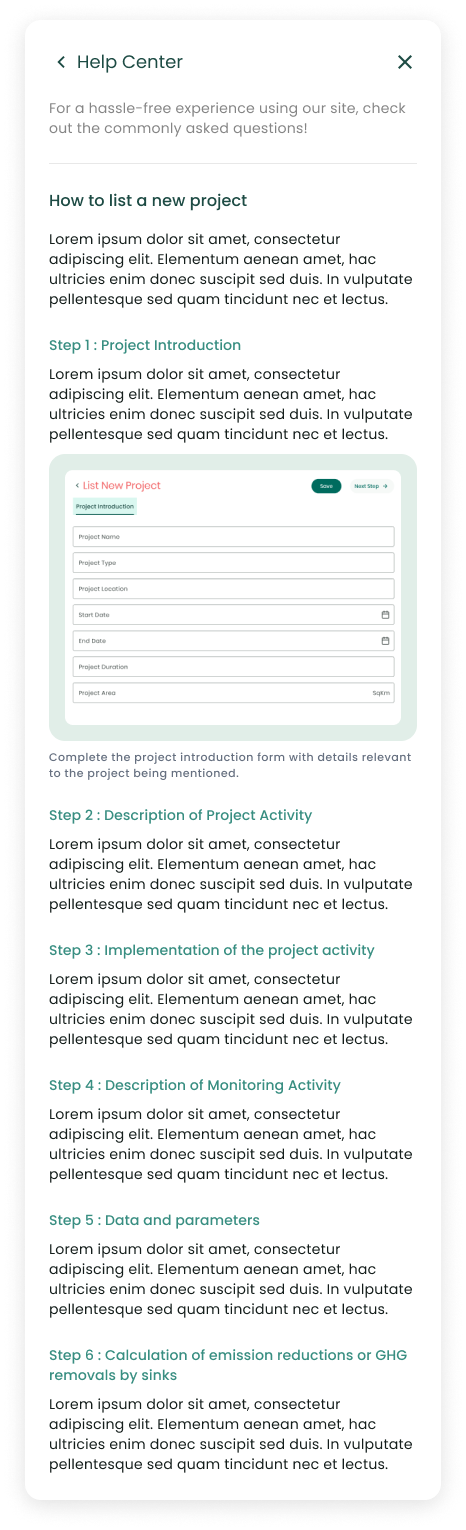 Help Center
For a hassle-free experience using our site, check
out the commonly asked questions!
How to list a new project
Lorem ipsum dolor sit amet, consectetur
adipiscing elit. Elementum aenean amet, hac
ultricies enim donec suscipit sed duis. In vulputate
pellentesque sed quam tincidunt nec et lectus.
Step 1 : Project Introduction
Lorem ipsum dolor sit amet, consectetur
adipiscing elit. Elementum aenean amet, hac
ultricies enim donec suscipit sed duis. In vulputate
pellentesque sed quam tincidunt nec et lectus.
List New Project
Save
Next Step
Project Introduction
Project Name
Project Type
Project Location
Start Date
End Date
Project Duration
Project Area
SqKm
Complete the project introduction form with details relevant
to the project being mentioned.
Step 2 : Description of Project Activity
Lorem ipsum dolor sit amet, consectetur
adipiscing elit. Elementum aenean amet, hac
ultricies enim donec suscipit sed duis. In vulputate
pellentesque sed quam tincidunt nec et lectus.
Step 3 : Implementation of the project activity
Lorem ipsum dolor sit amet, consectetur
adipiscing elit. Elementum aenean amet, hac
ultricies enim donec suscipit sed duis. In vulputate
pellentesque sed quam tincidunt nec et lectus.
Step 4 : Description of Monitoring Activity
Lorem ipsum dolor sit amet, consectetur
adipiscing elit. Elementum aenean amet, hac
ultricies enim donec suscipit sed duis. In vulputate
pellentesque sed quam tincidunt nec et lectus.
Step 5 : Data and parameters
Lorem ipsum dolor sit amet, consectetur
adipiscing elit. Elementum aenean amet, hac
ultricies enim donec suscipit sed duis. In vulputate
pellentesque sed quam tincidunt nec et lectus.
Step 6 : Calculation of emission reductions or GHG
removals by sinks
Lorem ipsum dolor sit amet, consectetur
adipiscing elit. Elementum aenean amet, hac
ultricies enim donec suscipit sed duis. In vulputate
pellentesque sed quam tincidunt nec et lectus.